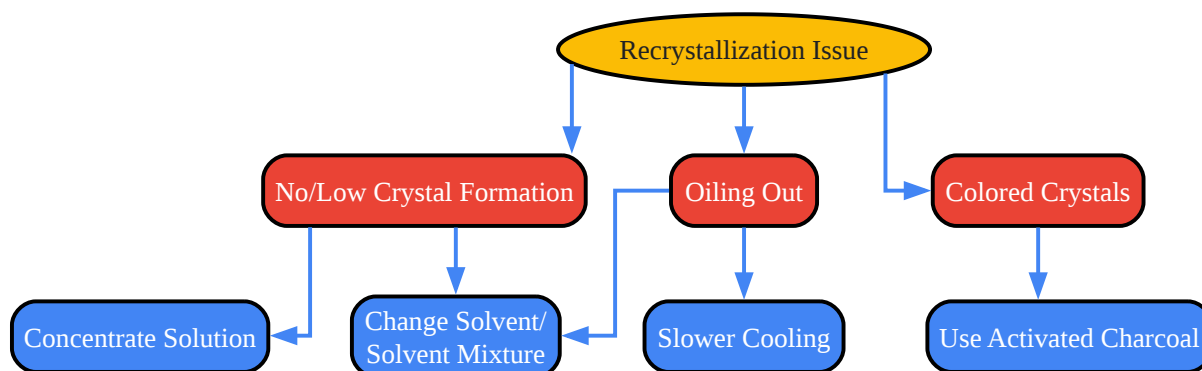 Recrystallization Issue
No/Low Crystal Formation
Oiling Out
Colored Crystals
Concentrate Solution
Change Solvent/
Solvent Mixture
Slower Cooling
Use Activated Charcoal